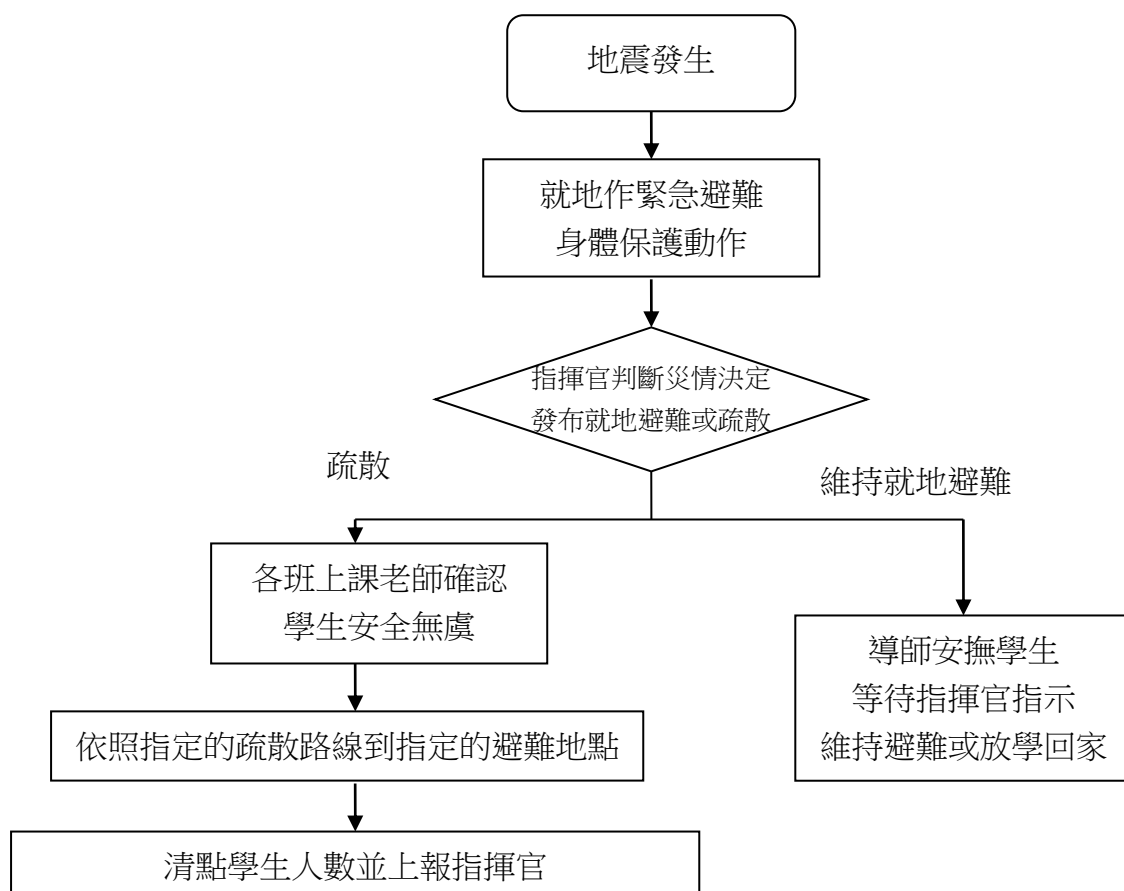 地震發生
就地作緊急避難
身體保護動作
指揮官判斷災情決定
發布就地避難或疏散
疏散
維持就地避難
各班上課老師確認
學生安全無虞
導師安撫學生
等待指揮官指示
維持避難或放學回家
依照指定的疏散路線到指定的避難地點
清點學生人數並上報指揮官